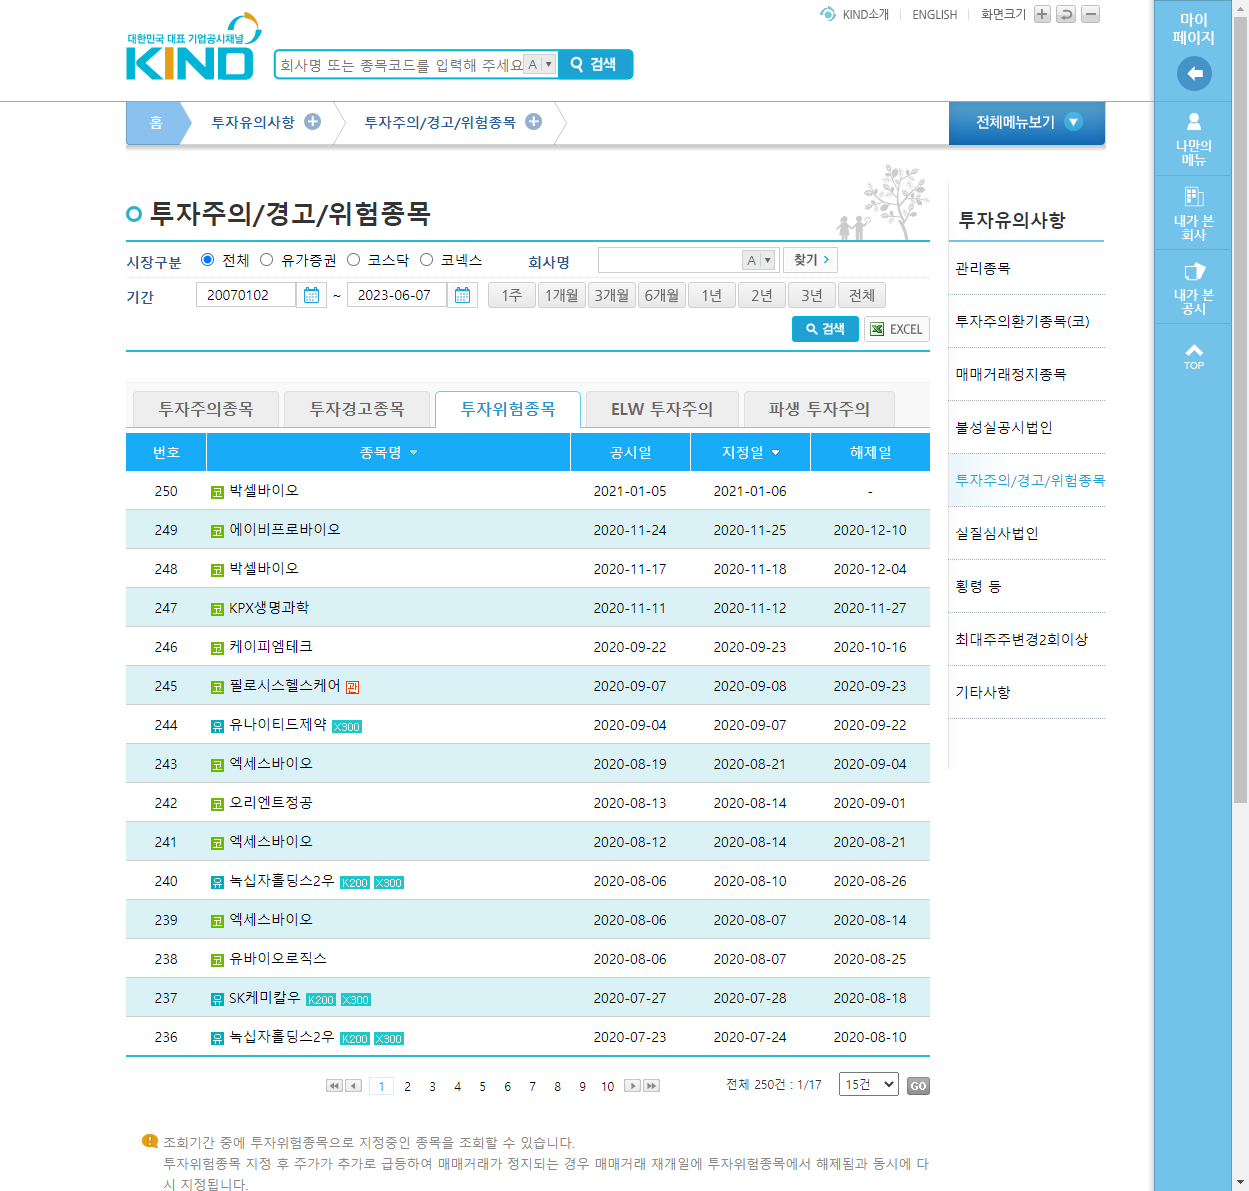 KIND소개 ENGLISH 화면크기
대한민국 대표 기업공시채널
KIND
회사명 또는 종목코드를 입력해 주세요 A 검색
홈 투자유의사항 투자주의/경고/위험종목 전체메뉴보기
투자주의/경고/위험종목
시장구분 전체 유가증권 코스닥 코넥스 회사명 A 찾기
기간 20070102 ~ 2023-06-07 1주 1개월 3개월 6개월 1년 2년 3년 전체
검색 EXCEL
투자주의종목 투자경고종목 투자위험종목 ELW 투자주의 파생 투자주의
번호 종목명 공시일 지정일 해제일
250 코 박셀바이오 2021-01-05 2021-01-06 -
249 코 에이비프로바이오 2020-11-24 2020-11-25 2020-12-10
248 코 박셀바이오 2020-11-17 2020-11-18 2020-12-04
247 코 KPX생명과학 2020-11-11 2020-11-12 2020-11-27
246 코 케이피엠테크 2020-09-22 2020-09-23 2020-10-16
245 코 필로시스헬스케어 관 2020-09-07 2020-09-08 2020-09-23
244 유 유나이티드제약 X300 2020-09-04 2020-09-07 2020-09-22
243 코 엑세스바이오 2020-08-19 2020-08-21 2020-09-04
242 코 오리엔트정공 2020-08-13 2020-08-14 2020-09-01
241 코 엑세스바이오 2020-08-12 2020-08-14 2020-08-21
240 유 녹십자홀딩스2우 K200 X300 2020-08-06 2020-08-10 2020-08-26
239 코 엑세스바이오 2020-08-06 2020-08-07 2020-08-14
238 코 유바이오로직스 2020-08-06 2020-08-07 2020-08-25
237 유 SK케미칼우 K200 X300 2020-07-27 2020-07-28 2020-08-18
236 유 녹십자홀딩스2우 K200 X300 2020-07-23 2020-07-24 2020-08-10
1 2 3 4 5 6 7 8 9 10 전체 250건 : 1/17 15건 GO
조회기간 중에 투자위험종목으로 지정중인 종목을 조회할 수 있습니다.
투자위험종목 지정 후 주가가 추가로 급등하여 매매거래가 정지되는 경우 매매거래 재개일에 투자위험종목에서 해제됨과 동시에 다
시 지정됩니다.
투자유의사항
관리종목
투자주의환기종목(코)
매매거래정지종목
불성실공시법인
투자주의/경고/위험종목
실질심사법인
횡령 등
최대주주변경2회이상
기타사항
마이
페이지
나만의
메뉴
내가 본
회사
내가 본
공시
TOP